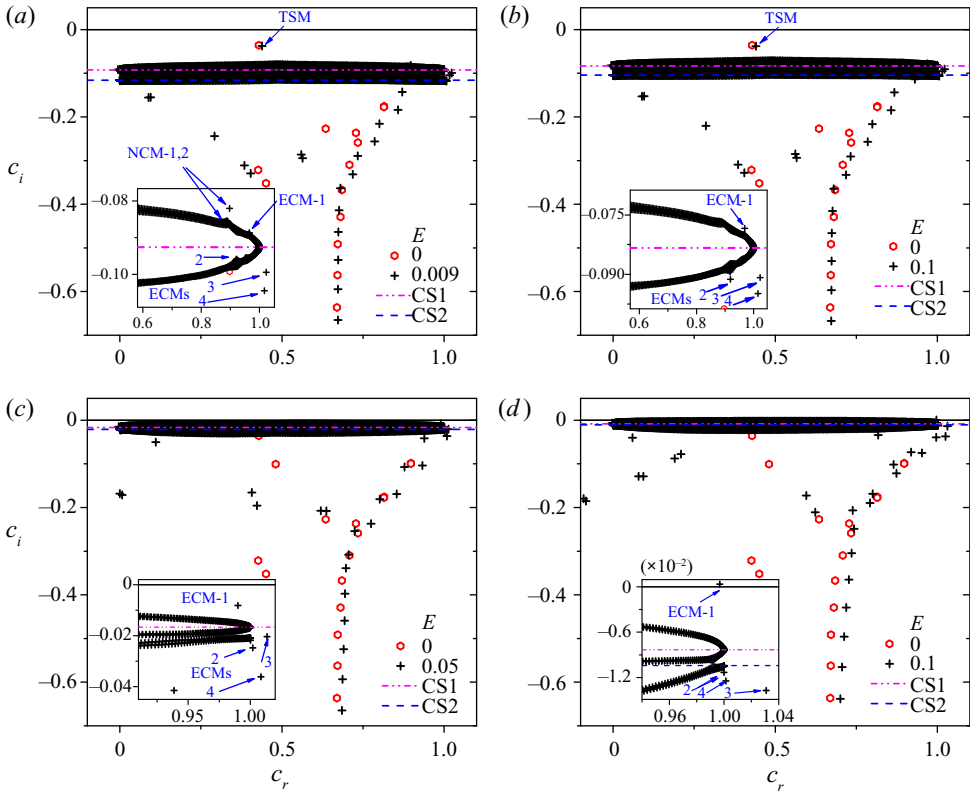 (a)
TSM
0
−0.2
c_i
−0.4
−0.6
NCM-1,2
−0.08
ECM-1
−0.10
2
3
ECMs
4
0.6
0.8
1.0
E
0
0.009
CS1
CS2
0
0.5
1.0
(b)
TSM
ECM-1
−0.075
−0.090
ECMs
2
3
4
0.6
0.8
1.0
E
0
0.1
CS1
CS2
0
0.5
1.0
(c)
0
−0.2
c_i
−0.4
−0.6
0
ECM-1
−0.02
2
ECMs
3
4
−0.04
0.95
1.00
E
0
0.05
CS1
CS2
0
0.5
1.0
c_r
(d)
(×10−2)
0
ECM-1
−0.6
−1.2
2
4
3
0.96
1.00
1.04
E
0
0.1
CS1
CS2
0
0.5
1.0
c_r